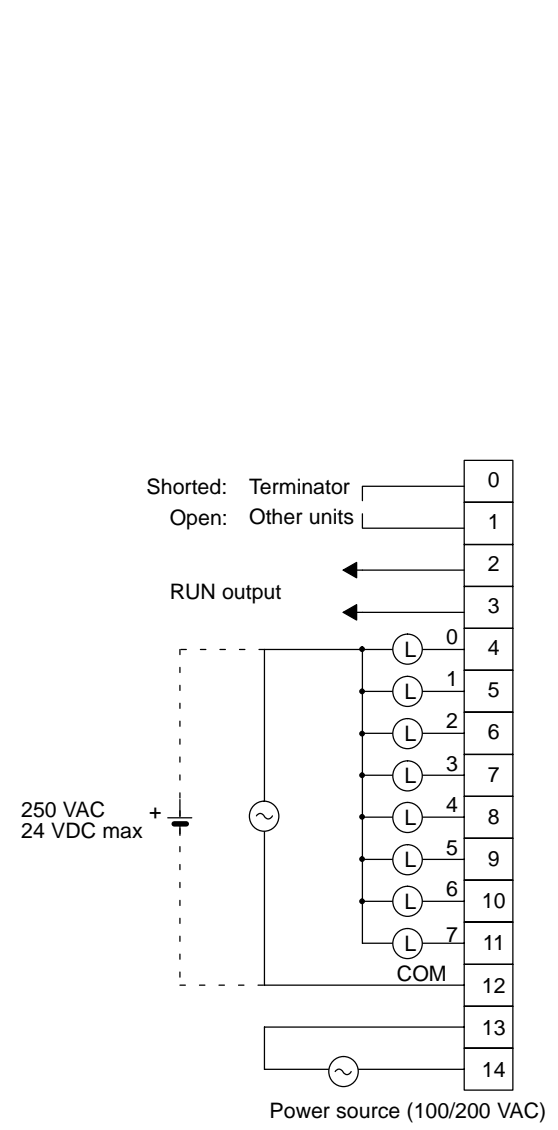 Shorted: Terminator
Open: Other units
RUN output
0
1
2
3
4
5
6
7
8
9
10
11
12
13
14
0
1
2
3
4
5
6
7
COM
L
L
L
L
L
L
L
L
250 VAC
24 VDC max
+
Power source (100/200 VAC)